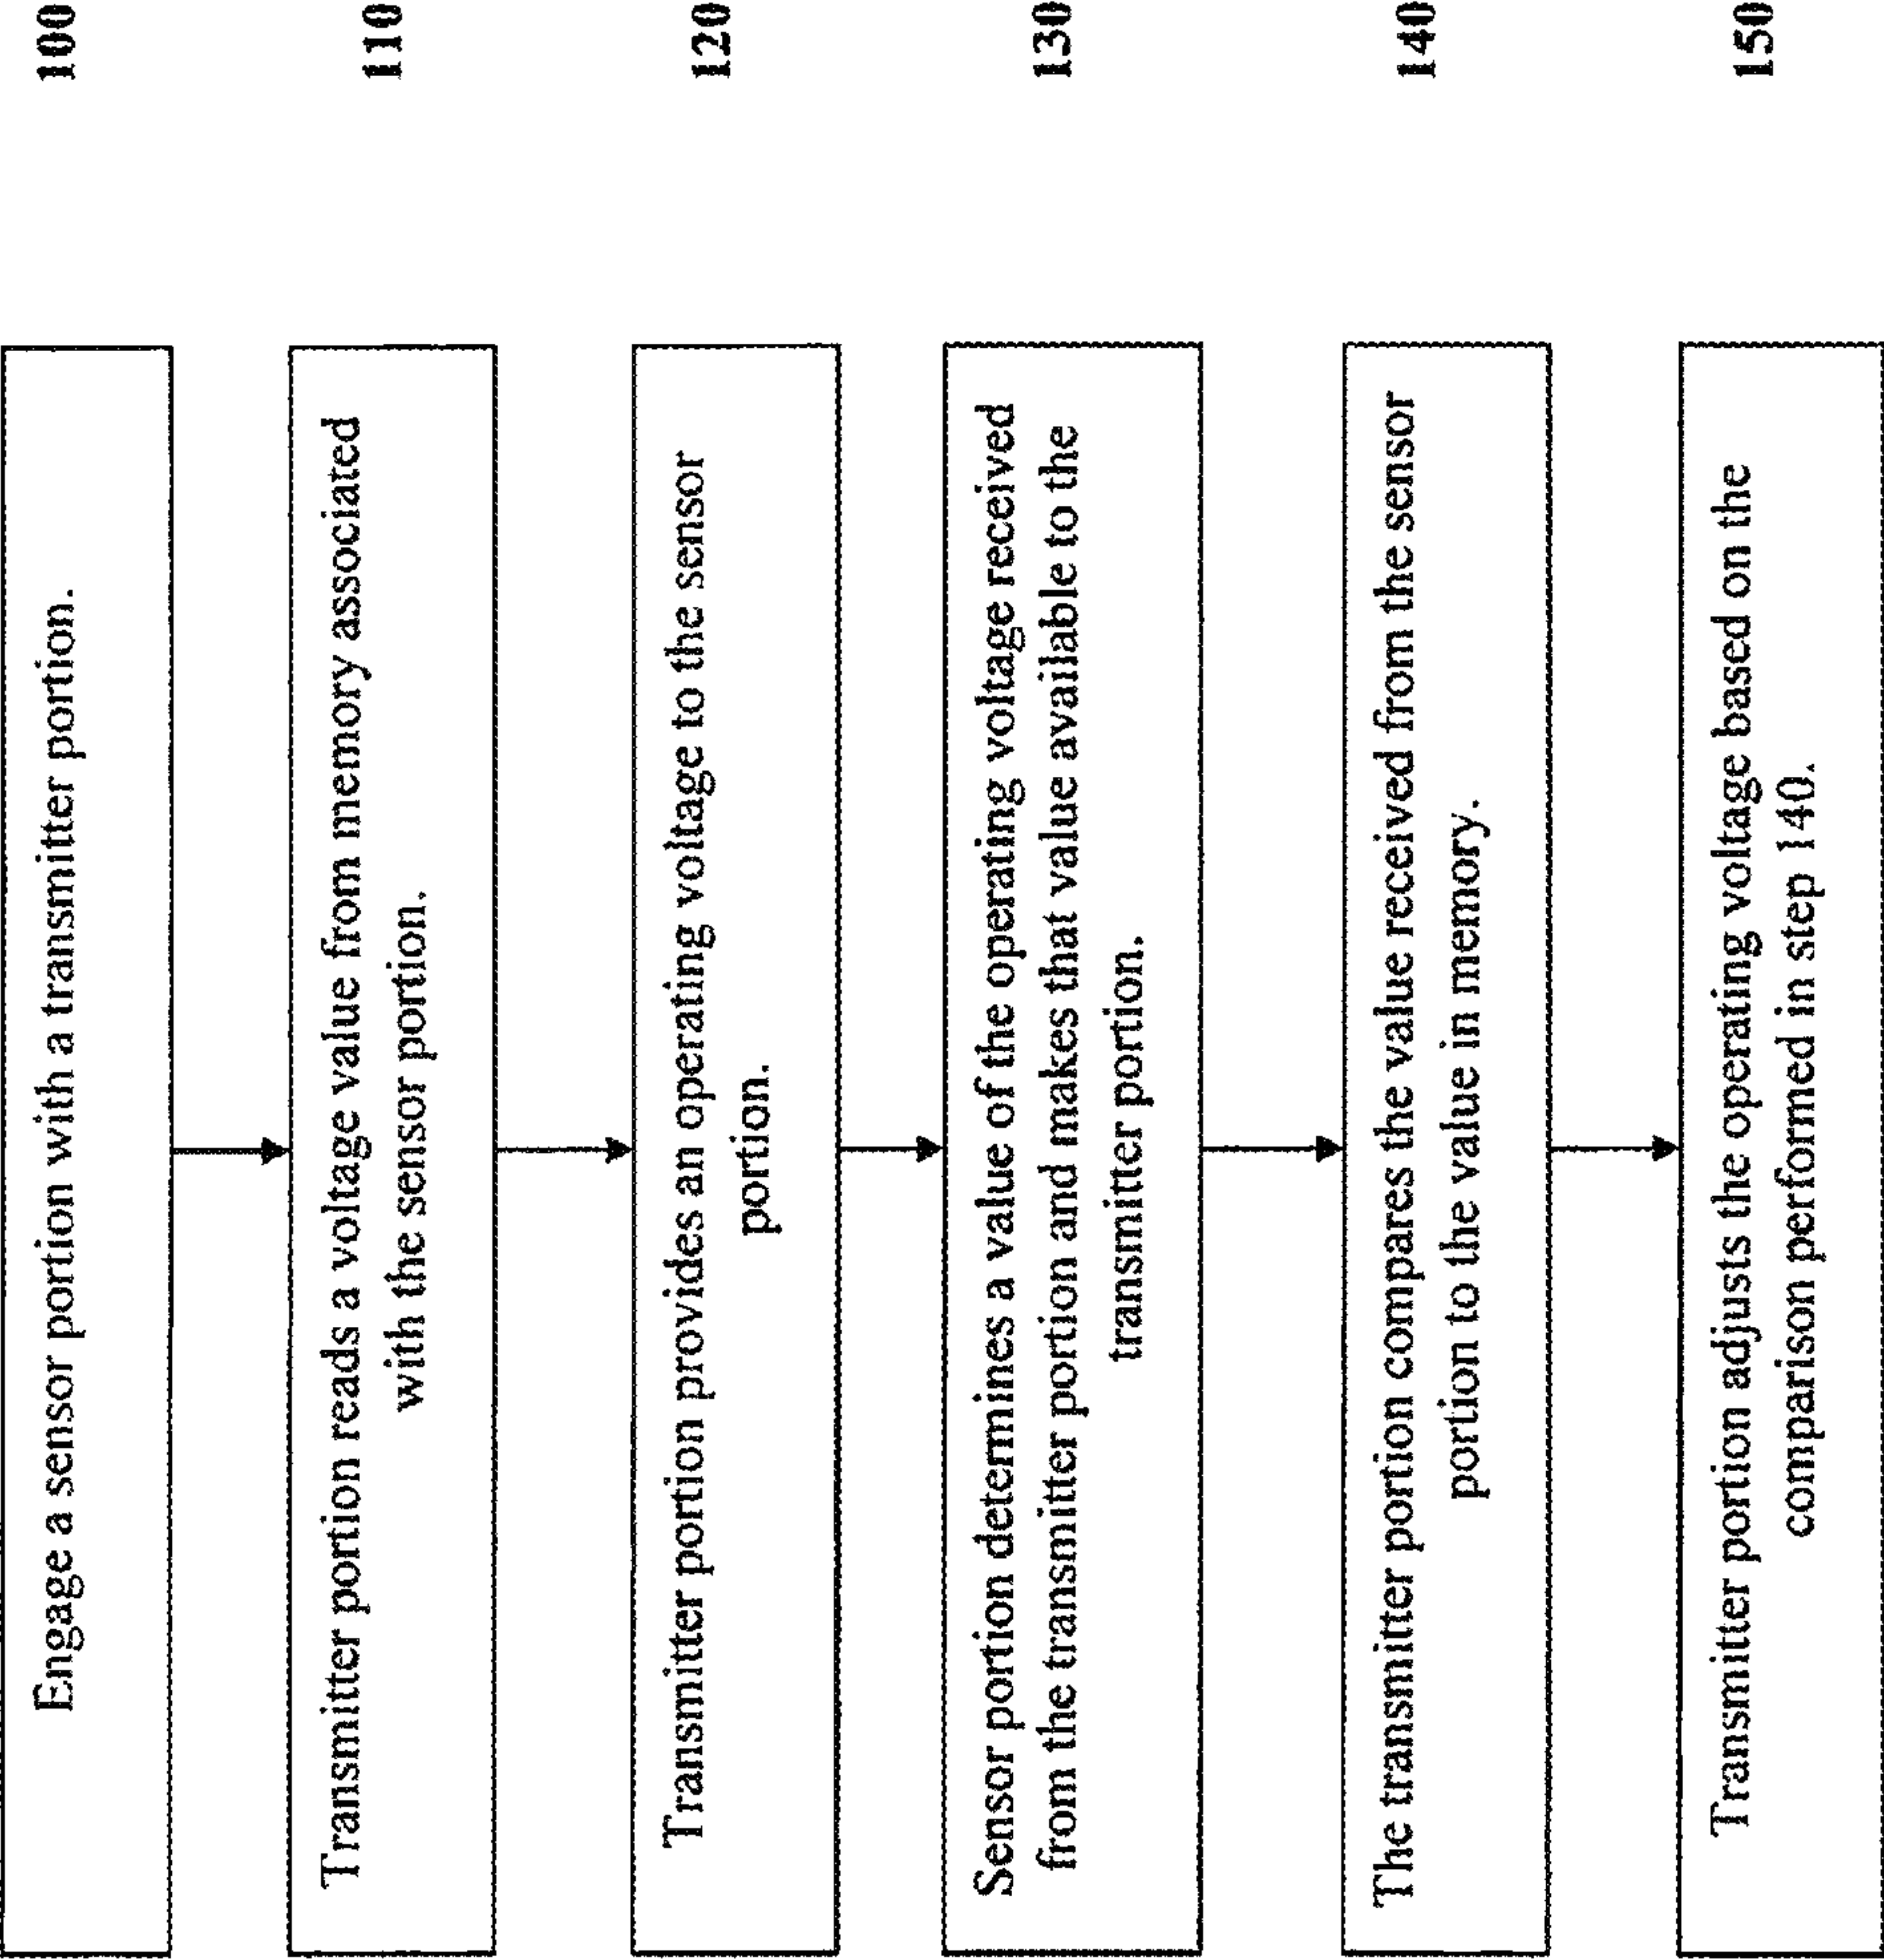 Engage a sensor portion with a transmitter portion.
100
Transmitter portion reads a voltage value from memory associated
with the sensor portion.
110
Transmitter portion provides an operating voltage to the sensor
portion.
120
Sensor portion determines a value of the operating voltage received
from the transmitter portion and makes that value available to the
transmitter portion.
130
The transmitter portion compares the value received from the sensor
portion to the value in memory.
140
Transmitter portion adjusts the operating voltage based on the
comparison performed in step 140.
150